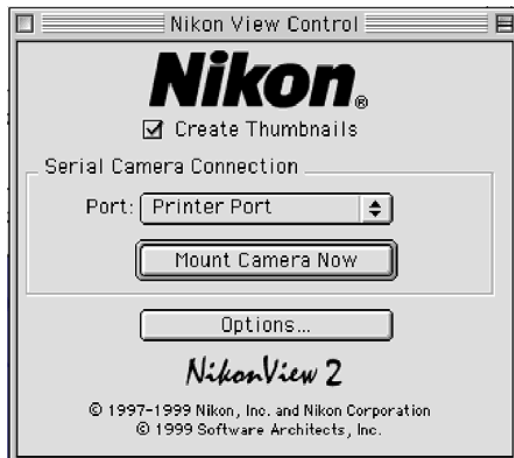 Nikon View Control
Nikon®
Create Thumbnails
Serial Camera Connection
Port: Printer Port
Mount Camera Now
Options...
NikonView 2
© 1997-1999 Nikon, Inc. and Nikon Corporation
© 1999 Software Architects, Inc.